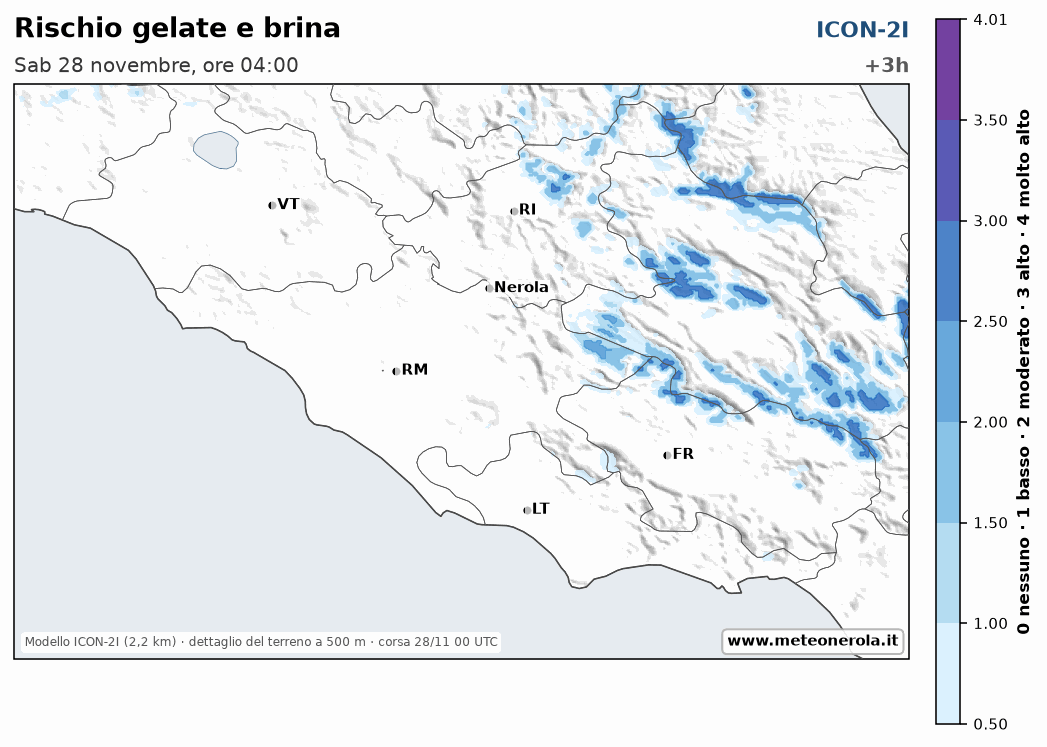 Rischio gelate e brina
ICON-2I
Sab 28 novembre, ore 04:00
+3h
4.01
3.50
3.00
2.50
2.00
1.50
1.00
0.50
0 nessuno · 1 basso · 2 moderato · 3 alto · 4 molto alto
VT
RI
Nerola
RM
FR
LT
Modello ICON-2I (2,2 km) · dettaglio del terreno a 500 m · corsa 28/11 00 UTC
www.meteonerola.it